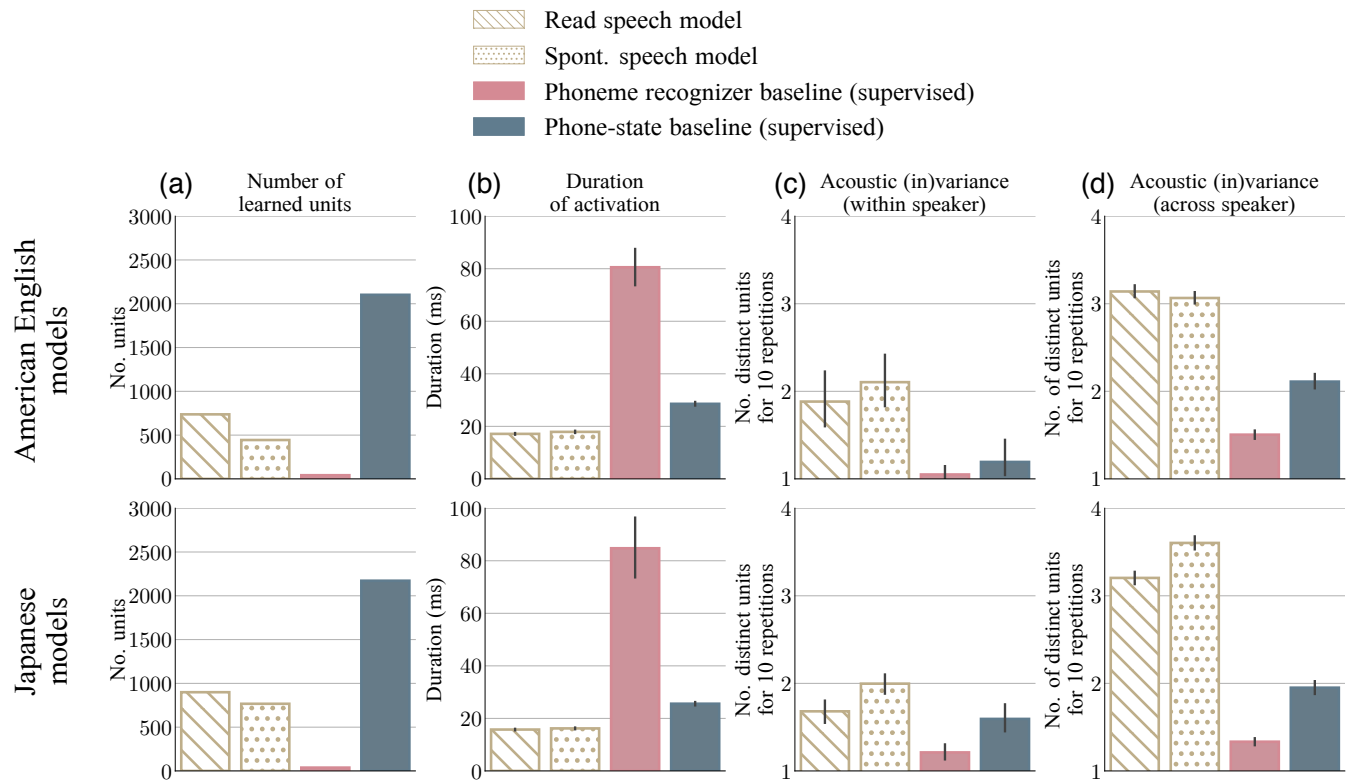 Read speech model
Spont. speech model
Phoneme recognizer baseline (supervised)
Phone-state baseline (supervised)
(a) Number of
learned units
(b) Duration
of activation
(c) Acoustic (in)variance
(within speaker)
(d) Acoustic (in)variance
(across speaker)
American English
models
No. units
3000
2500
2000
1500
1000
500
0
Duration (ms)
100
80
60
40
20
0
No. distinct units
for 10 repetitions
4
3
2
1
No. of distinct units
for 10 repetitions
4
3
2
1
Japanese
models
No. units
3000
2500
2000
1500
1000
500
0
Duration (ms)
100
80
60
40
20
0
No. distinct units
for 10 repetitions
4
3
2
1
No. of distinct units
for 10 repetitions
4
3
2
1